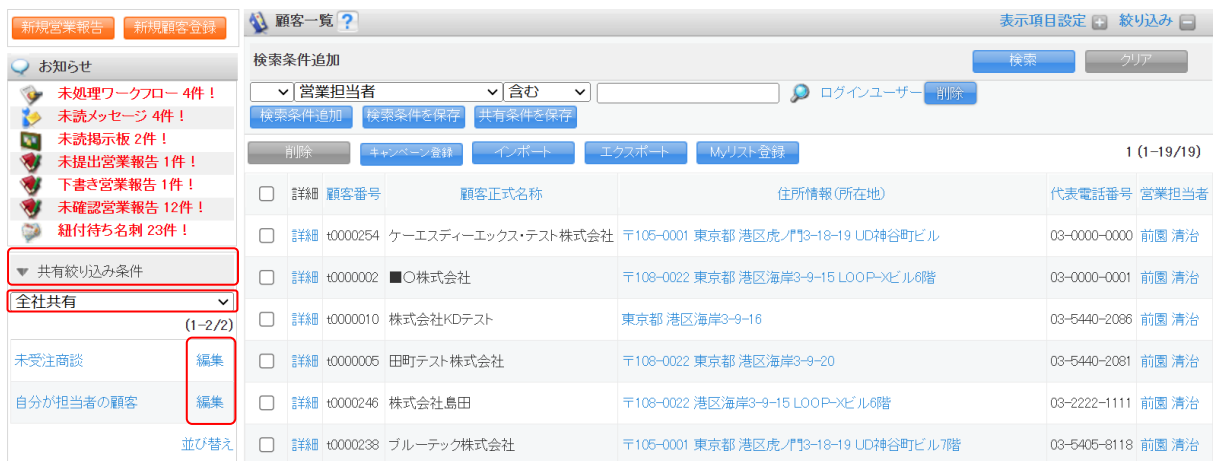 新規営業報告 新規顧客登録
お知らせ
未処理ワークフロー 4件！
未読メッセージ 4件！
未読掲示板 2件！
未提出営業報告 1件！
下書き営業報告 1件！
未確認営業報告 12件！
紐付待ち名刺 23件！
▼ 共有絞り込み条件
全社共有
(1-2/2)
未受注商談 編集
自分が担当者の顧客 編集
並び替え
顧客一覧 ? 表示項目設定 + 絞り込み −
検索条件追加 検索 クリア
営業担当者 含む ログインユーザー 削除
検索条件追加 検索条件を保存 共有条件を保存
削除 キャンペーン登録 インポート エクスポート Myリスト登録 1 (1-19/19)
詳細 顧客番号 顧客正式名称 住所情報(所在地) 代表電話番号 営業担当者
詳細 t0000254 ケーエスディーエックス・テスト株式会社 〒105-0001 東京都 港区虎ノ門3-18-19 UD神谷町ビル 03-0000-0000 前園 清治
詳細 t0000002 ■○株式会社 〒108-0022 東京都 港区海岸3-9-15 LOOP-Xビル6階 03-0000-0001 前園 清治
詳細 t0000010 株式会社KDテスト 東京都 港区海岸3-9-16 03-5440-2086 前園 清治
詳細 t0000005 田町テスト株式会社 〒108-0022 東京都 港区海岸3-9-20 03-5440-2081 前園 清治
詳細 t0000246 株式会社島田 〒108-0022 港区海岸3-9-15 LOOP-Xビル6階 03-2222-1111 前園 清治
詳細 t0000238 ブルーテック株式会社 〒105-0001 東京都 港区虎ノ門3-18-19 UD神谷町ビル7階 03-5405-8118 前園 清治